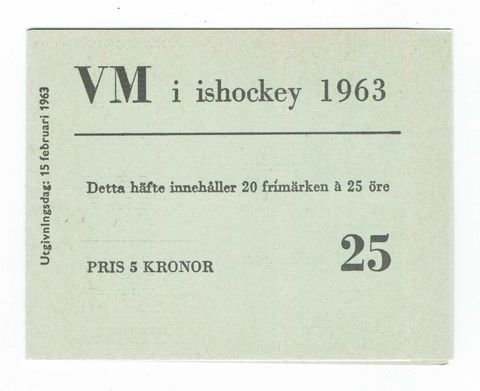 VM i ishockey 1963
Detta häfte innehåller 20 frimärken à 25 öre
PRIS 5 KRONOR
25
Utgivningsdag: 15 februari 1963